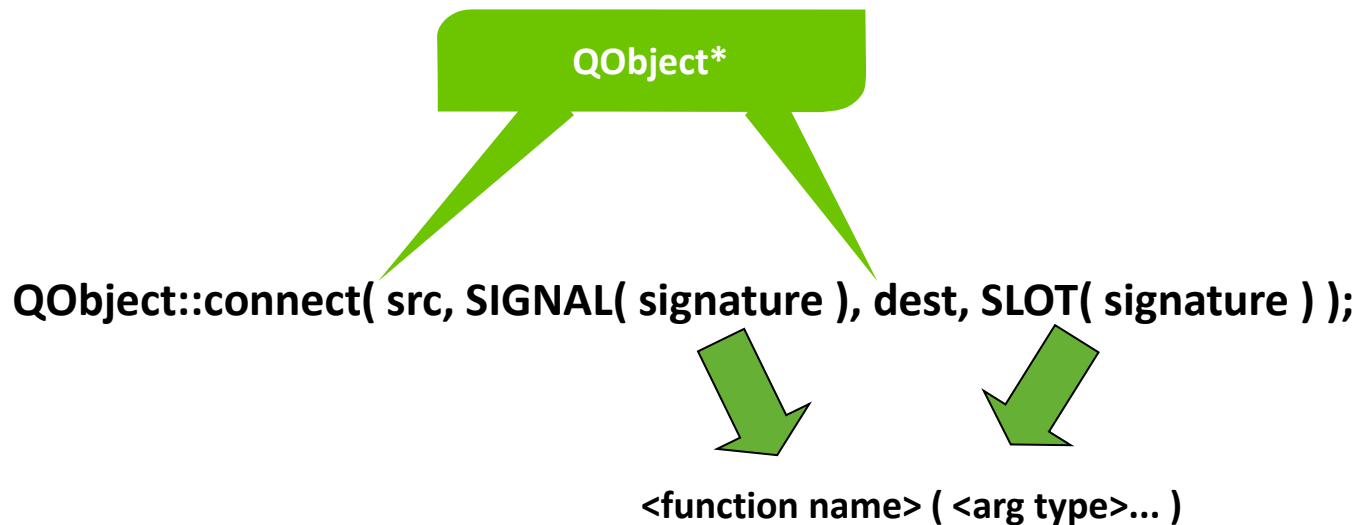 QObject*
QObject::connect( src, SIGNAL( signature ), dest, SLOT( signature ) );
<function name> ( <arg type>... )